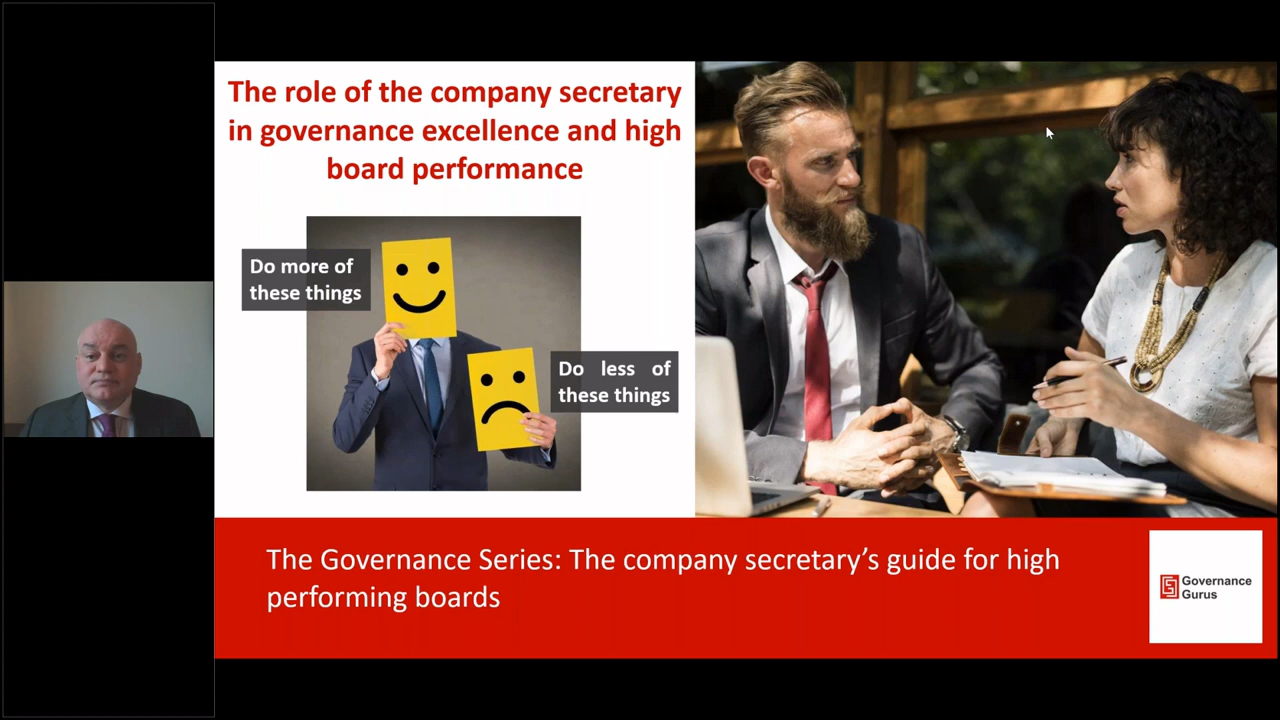 The role of the company secretary
in governance excellence and high
board performance
Do more of
these things
Do less of
these things
The Governance Series: The company secretary’s guide for high
performing boards
Governance
Gurus